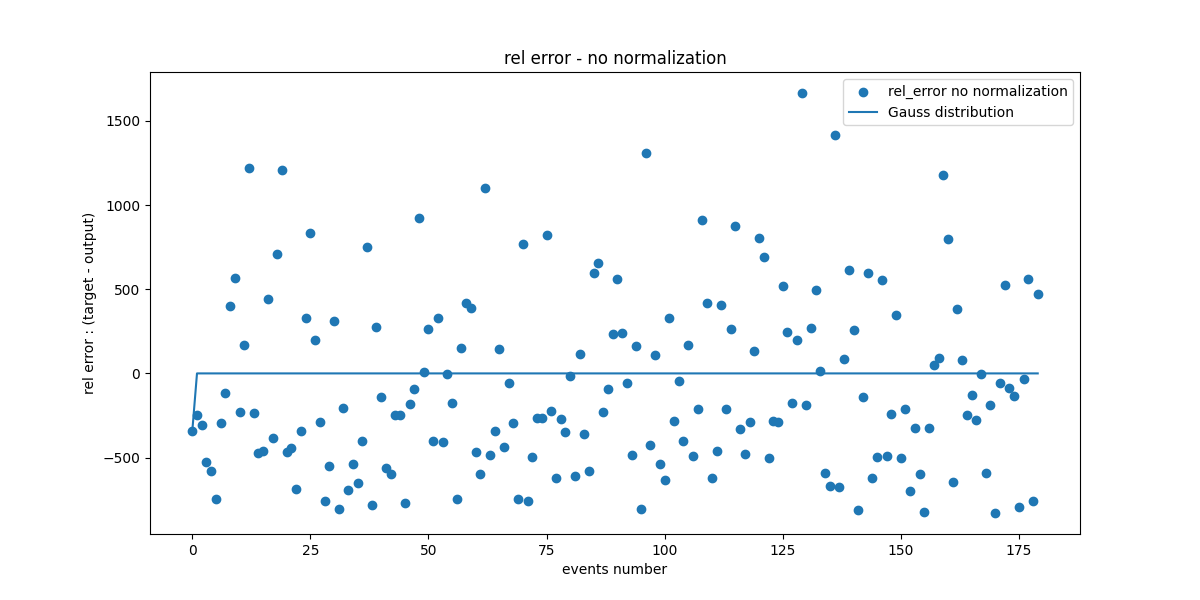 rel error - no normalization
rel_error no normalization
Gauss distribution
rel error : (target - output)
1500
1000
500
0
−500
0 25 50 75 100 125 150 175
events number